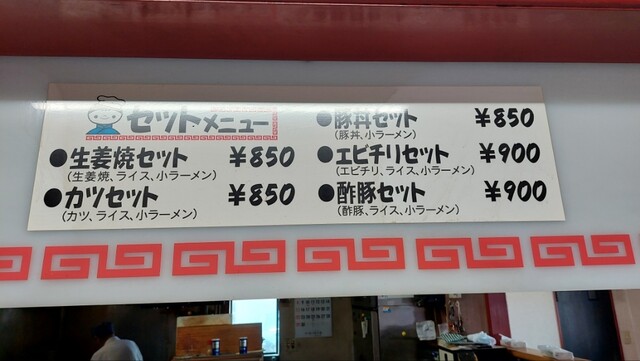 セットメニュー
●生姜焼セット ¥850
(生姜焼、ライス、小ラーメン)
●カツセット ¥850
(カツ、ライス、小ラーメン)
●豚丼セット ¥850
(豚丼、小ラーメン)
●エビチリセット ¥900
(エビチリ、ライス、小ラーメン)
●酢豚セット ¥900
(酢豚、ライス、小ラーメン)